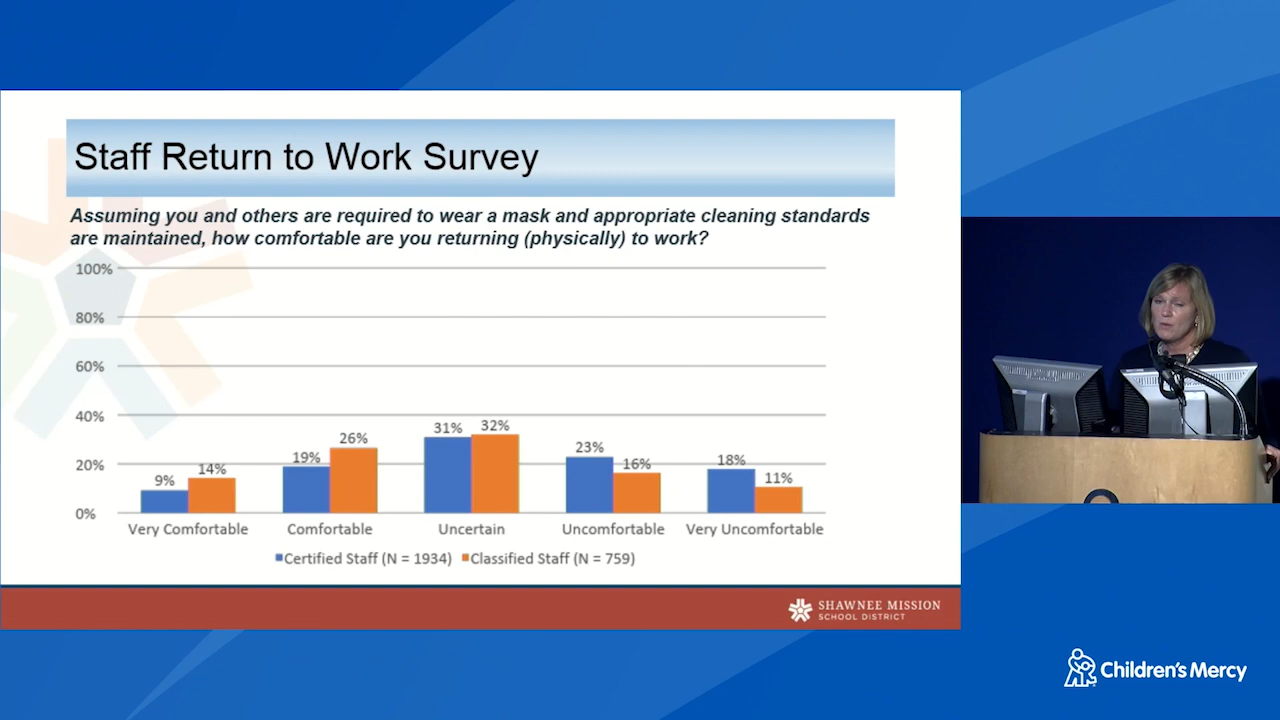 Staff Return to Work Survey
Assuming you and others are required to wear a mask and appropriate cleaning standards
are maintained, how comfortable are you returning (physically) to work?
100%
80%
60%
40%
20%
0%
9%
14%
19%
26%
31%
32%
23%
16%
18%
11%
Very Comfortable
Comfortable
Uncertain
Uncomfortable
Very Uncomfortable
Certified Staff (N = 1934)
Classified Staff (N = 759)
SHAWNEE MISSION
SCHOOL DISTRICT
Children's Mercy